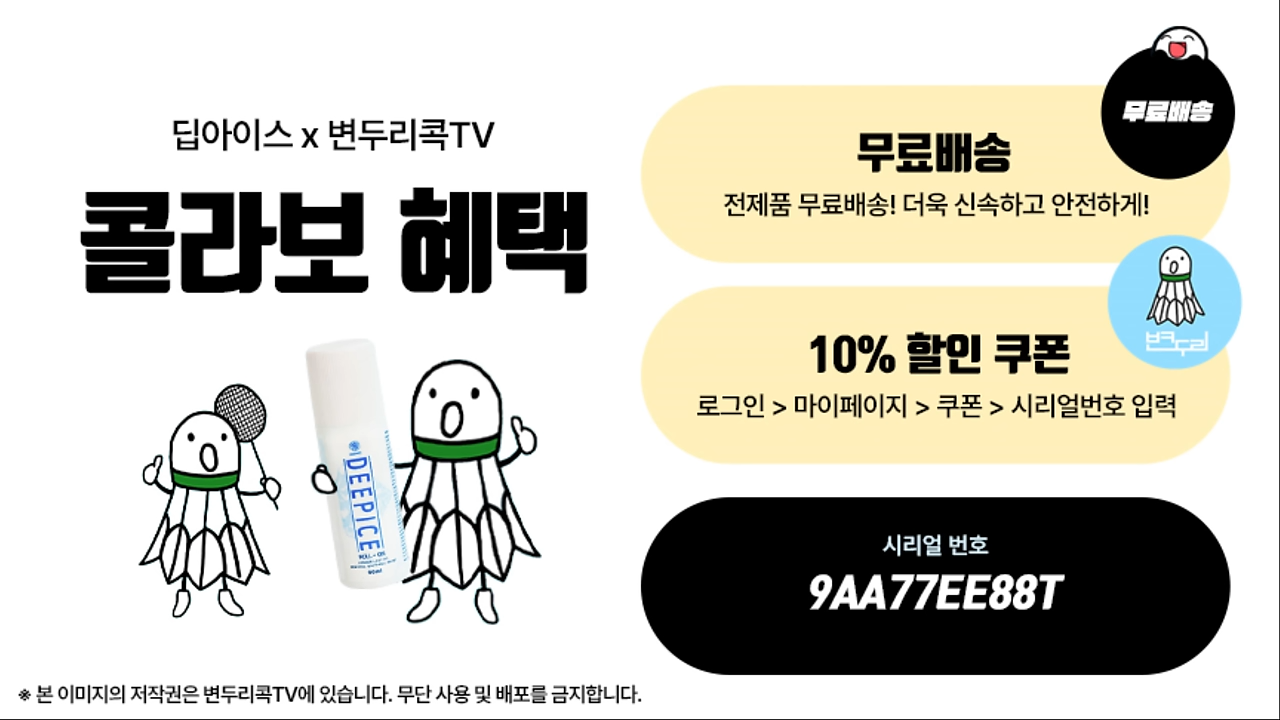 딥아이스 x 변두리콕TV
콜라보 혜택
DEEPICE
ROLL - ON
무료배송
무료배송
전제품 무료배송! 더욱 신속하고 안전하게!
변두리
10% 할인 쿠폰
로그인 > 마이페이지 > 쿠폰 > 시리얼번호 입력
시리얼 번호
9AA77EE88T
※ 본 이미지의 저작권은 변두리콕TV에 있습니다. 무단 사용 및 배포를 금지합니다.